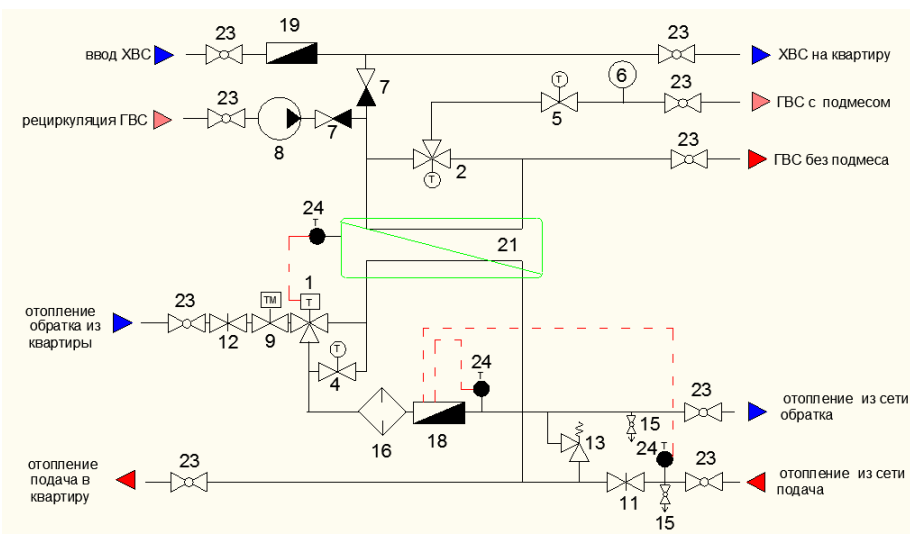 23
19
23
ввод ХВС
ХВС на квартиру
7
6
23
T
рециркуляция ГВС
23
8
7
5
ГВС с подмесом
23
2
T
ГВС без подмеса
24
T
21
1
отопление
обратка из
квартиры
23
12
TM
9
T
T
4
24
T
16
18
13
15
23
отопление из сети
обратка
24
T
23
отопление
подача в
квартиру
23
11
15
отопление из сети
подача